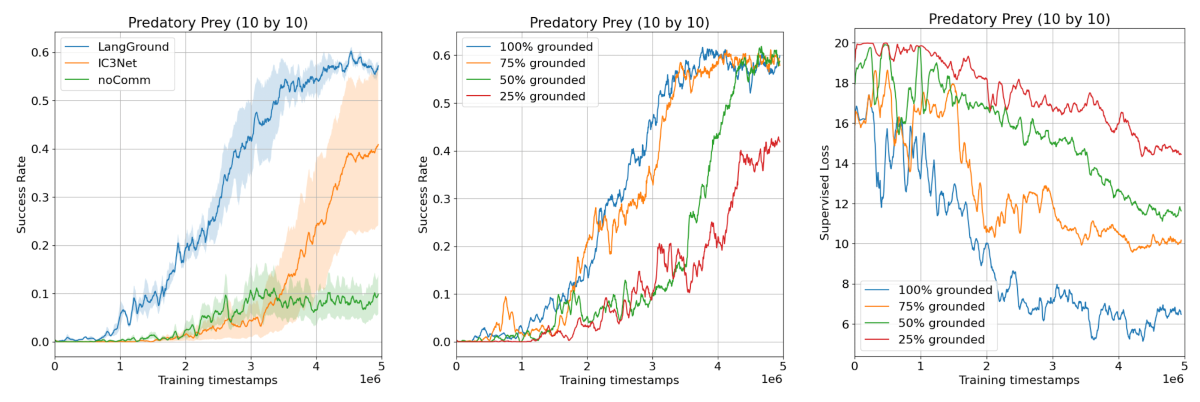 Predatory Prey (10 by 10)
LangGround
IC3Net
noComm
Success Rate
0.6
0.5
0.4
0.3
0.2
0.1
0.0
0 1 2 3 4 5
1e6
Training timestamps
Predatory Prey (10 by 10)
100% grounded
75% grounded
50% grounded
25% grounded
Success Rate
0.6
0.5
0.4
0.3
0.2
0.1
0.0
0 1 2 3 4 5
1e6
Training timestamps
Predatory Prey (10 by 10)
Supervised Loss
20
18
16
14
12
10
8
6
100% grounded
75% grounded
50% grounded
25% grounded
0 1 2 3 4 5
1e6
Training timestamps